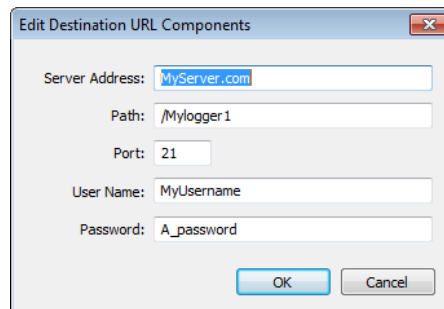 Edit Destination URL Components
Server Address: MyServer.com
Path: /Mylogger1
Port: 21
User Name: MyUsername
Password: A_password
OK Cancel